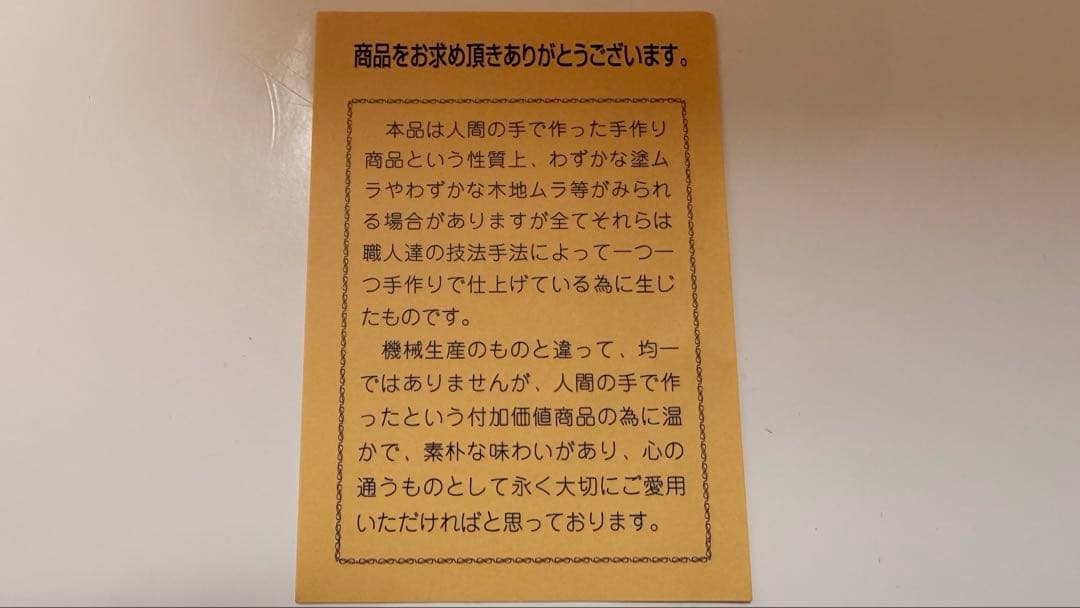 商品をお求め頂きありがとうございます。
本品は人間の手で作った手作り
商品という性質上、わずかな塗ム
ラやわずかな木地ムラ等がみられ
る場合がありますが全てそれらは
職人達の技法手法によって一つ一
つ手作りで仕上げている為に生じ
たものです。
機械生産のものと違って、均一
ではありませんが、人間の手で作
ったという付加価値商品の為に温
かで、素朴な味わいがあり、心の
通うものとして永く大切にご愛用
いただければと思っております。